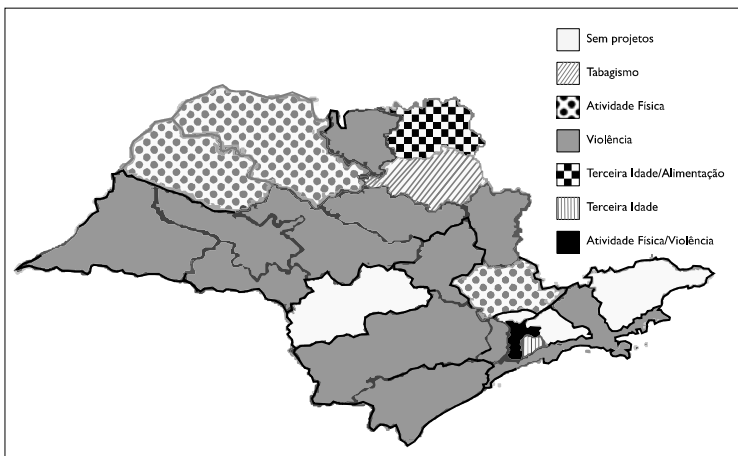 Sem projetos
Tabagismo
Atividade Física
Violência
Terceira Idade/Alimentação
Terceira Idade
Atividade Física/Violência